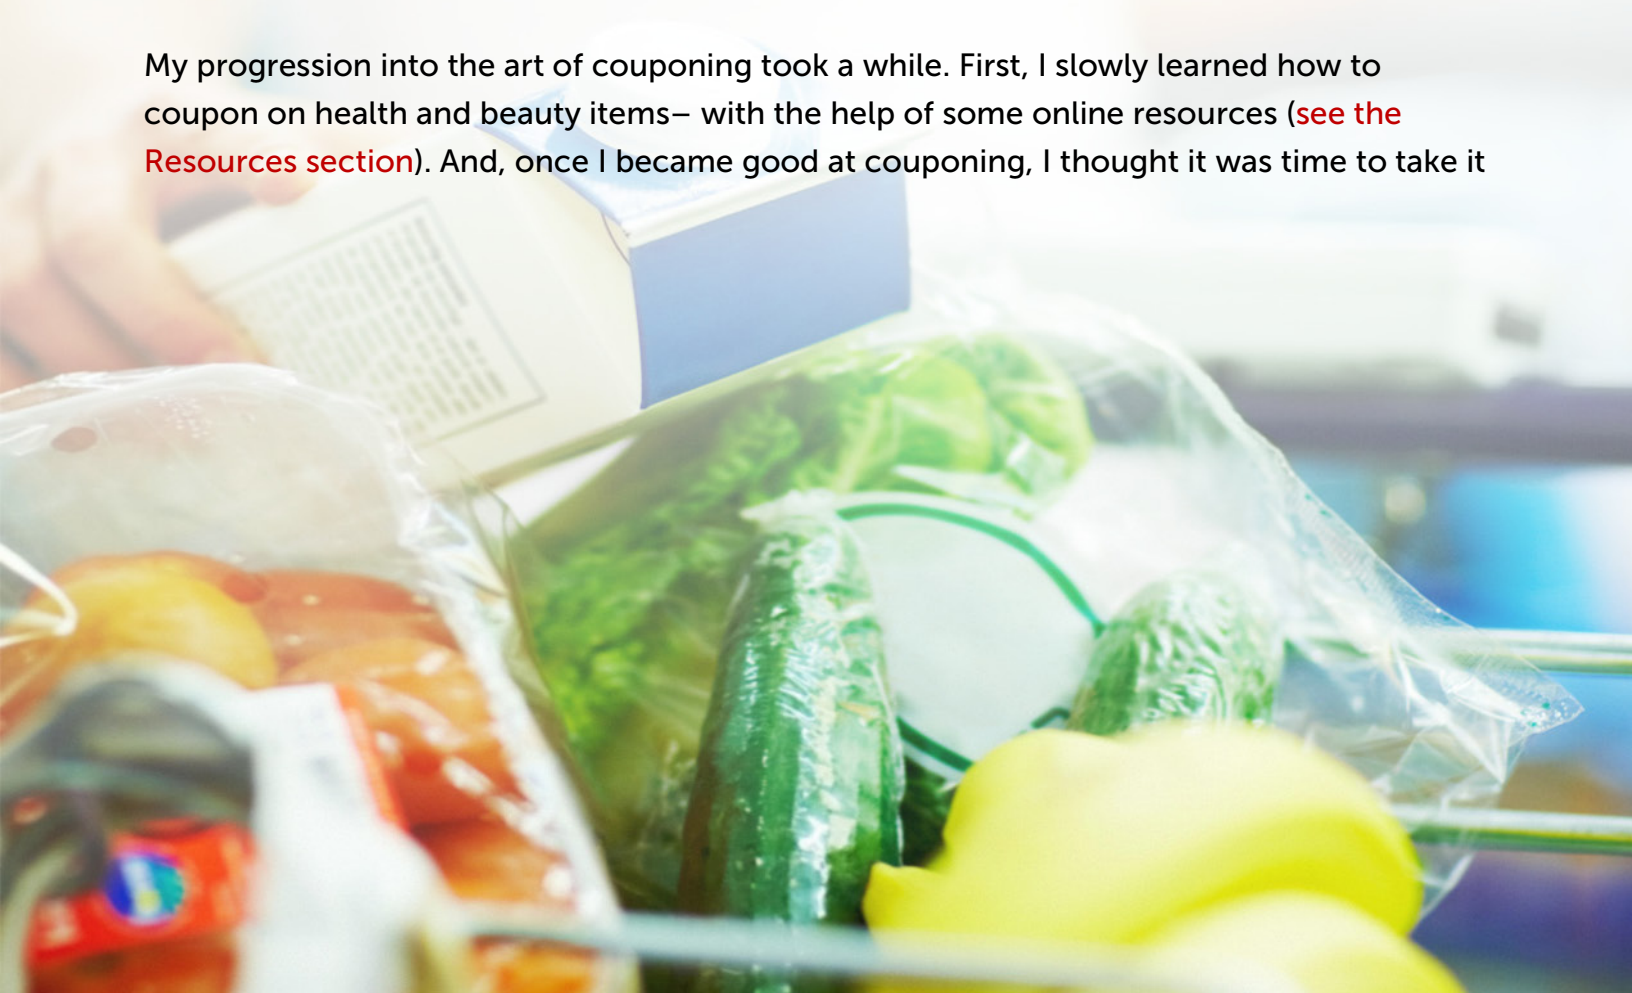 My progression into the art of couponing took a while. First, I slowly learned how to
coupon on health and beauty items– with the help of some online resources (see the
Resources section). And, once I became good at couponing, I thought it was time to take it